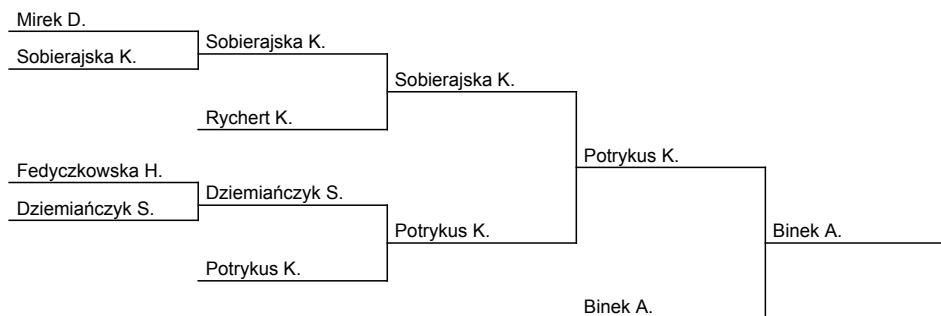 Mirek D.
Sobierajska K.
Sobierajska K.
Sobierajska K.
Rychert K.
Fedyczkowska H.
Potrykus K.
Dziemiańczyk S.
Dziemiańczyk S.
Potrykus K.
Binek A.
Potrykus K.
Binek A.